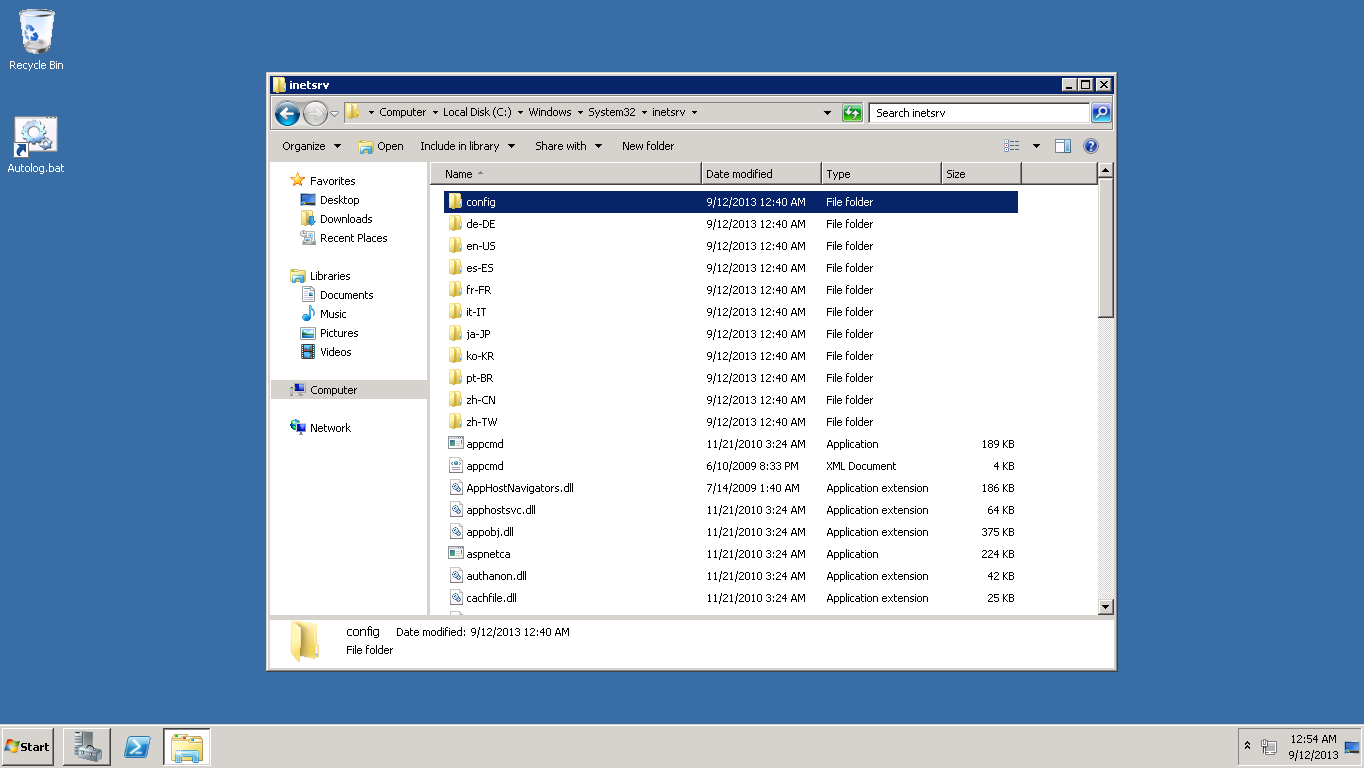 Recycle Bin
Autolog.bat
inetsrv
Computer Local Disk (C:) Windows System32 inetsrv
Search inetsrv
Organize Open Include in library Share with New folder
Favorites
Desktop
Downloads
Recent Places
Libraries
Documents
Music
Pictures
Videos
Computer
Network
Name Date modified Type Size
config 9/12/2013 12:40 AM File folder
de-DE 9/12/2013 12:40 AM File folder
en-US 9/12/2013 12:40 AM File folder
es-ES 9/12/2013 12:40 AM File folder
fr-FR 9/12/2013 12:40 AM File folder
it-IT 9/12/2013 12:40 AM File folder
ja-JP 9/12/2013 12:40 AM File folder
ko-KR 9/12/2013 12:40 AM File folder
pt-BR 9/12/2013 12:40 AM File folder
zh-CN 9/12/2013 12:40 AM File folder
zh-TW 9/12/2013 12:40 AM File folder
appcmd 11/21/2010 3:24 AM Application 189 KB
appcmd 6/10/2009 8:33 PM XML Document 4 KB
AppHostNavigators.dll 7/14/2009 1:40 AM Application extension 186 KB
apphostsvc.dll 11/21/2010 3:24 AM Application extension 64 KB
appobj.dll 11/21/2010 3:24 AM Application extension 375 KB
aspnetca 11/21/2010 3:24 AM Application 224 KB
authanon.dll 11/21/2010 3:24 AM Application extension 42 KB
cachfile.dll 11/21/2010 3:24 AM Application extension 25 KB
config Date modified: 9/12/2013 12:40 AM
File folder
Start
12:54 AM
9/12/2013